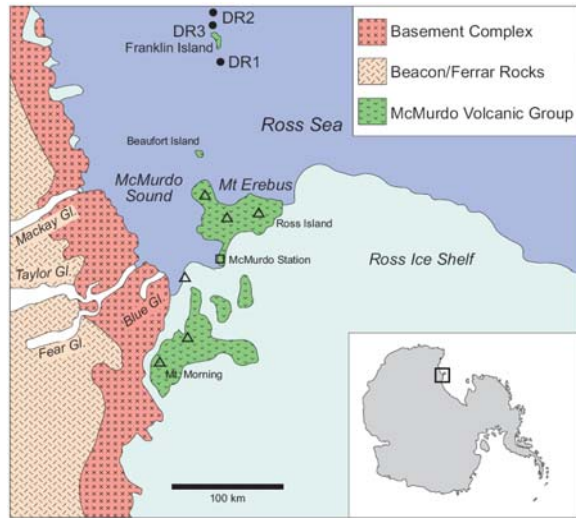 DR2
DR3
Franklin Island
DR1
Basement Complex
Beacon/Ferrar Rocks
McMurdo Volcanic Group
Ross Sea
Beaufort Island
McMurdo
Sound
Mt Erebus
Ross Island
Mackay Gl.
McMurdo Station
Ross Ice Shelf
Taylor Gl.
Blue Gl.
Fear Gl.
Mt. Morning
100 km